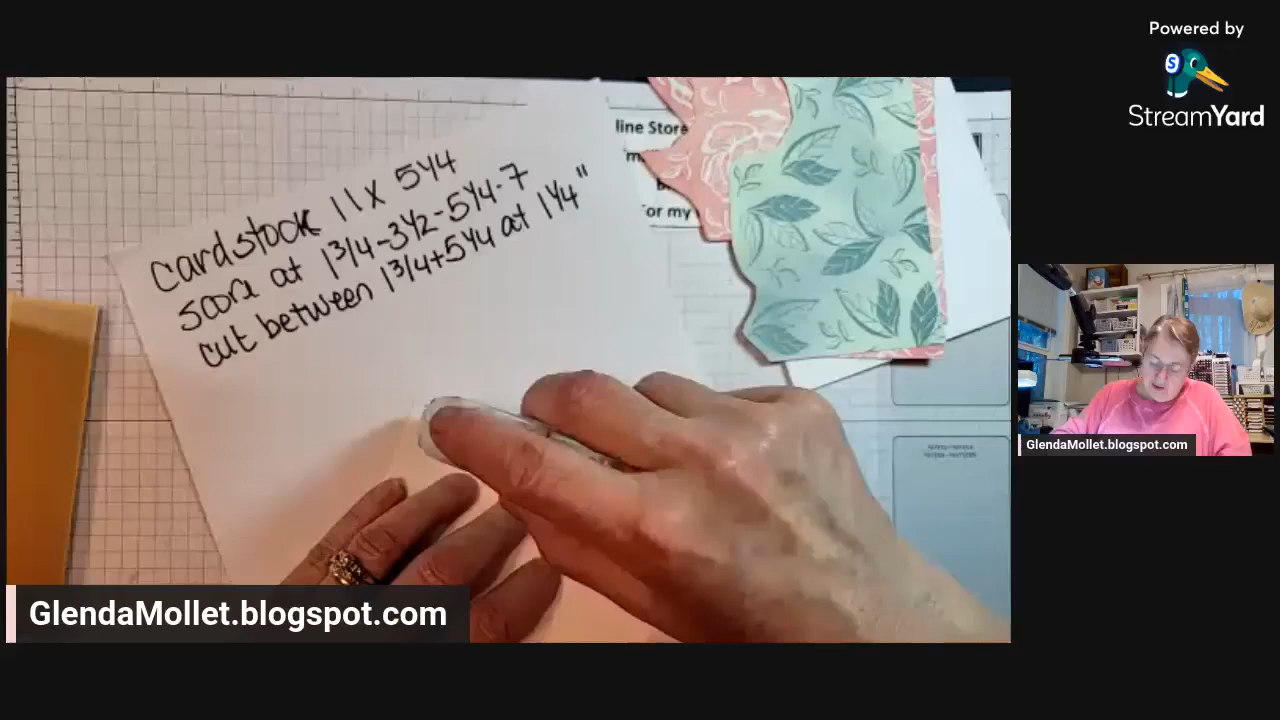 Powered by
StreamYard
cardstock 11 x 5 1/4
score at 1 3/4 - 3 1/2 - 5 1/4 - 7
cut between 1 3/4 + 5 1/4 at 1 1/4"
line Store
or my
GlendaMollet.blogspot.com
GlendaMollet.blogspot.com